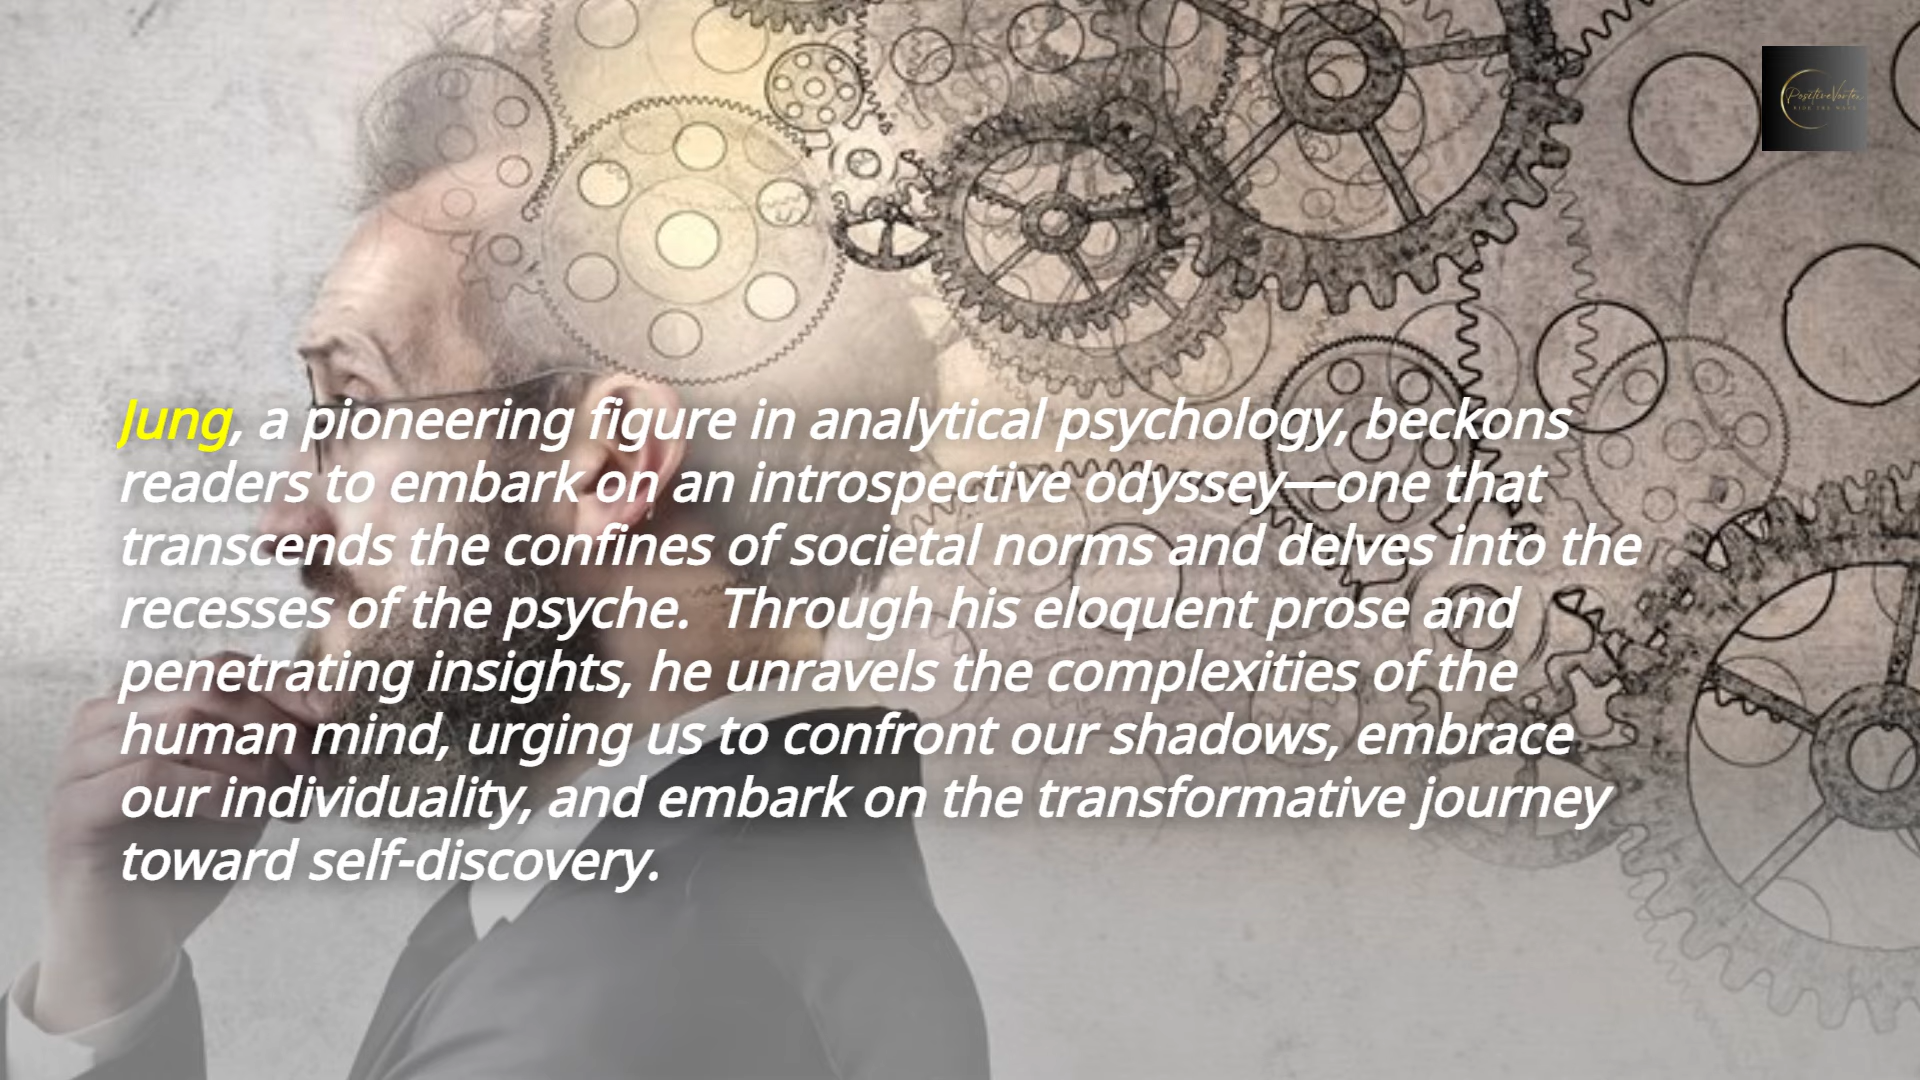 PositiveVortex
Jung, a pioneering figure in analytical psychology, beckons
readers to embark on an introspective odyssey—one that
transcends the confines of societal norms and delves into the
recesses of the psyche.  Through his eloquent prose and
penetrating insights, he unravels the complexities of the
human mind, urging us to confront our shadows, embrace
our individuality, and embark on the transformative journey
toward self-discovery.